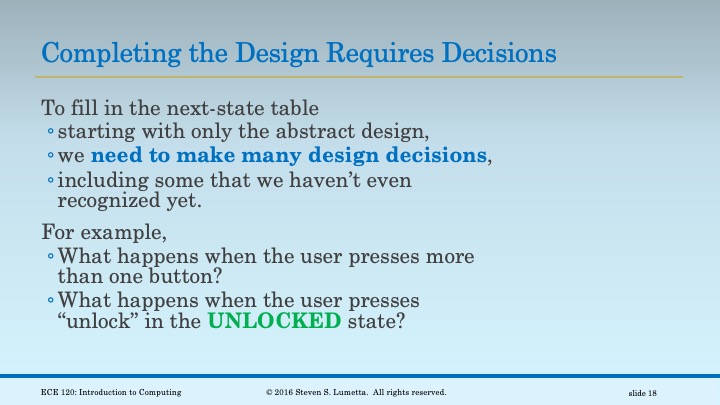 Completing the Design Requires Decisions
To fill in the next-state table
◦starting with only the abstract design,
◦we need to make many design decisions,
◦including some that we haven’t even
recognized yet.
For example,
◦What happens when the user presses more
than one button?
◦What happens when the user presses
“unlock” in the UNLOCKED state?
ECE 120: Introduction to Computing © 2016 Steven S. Lumetta. All rights reserved. slide 18